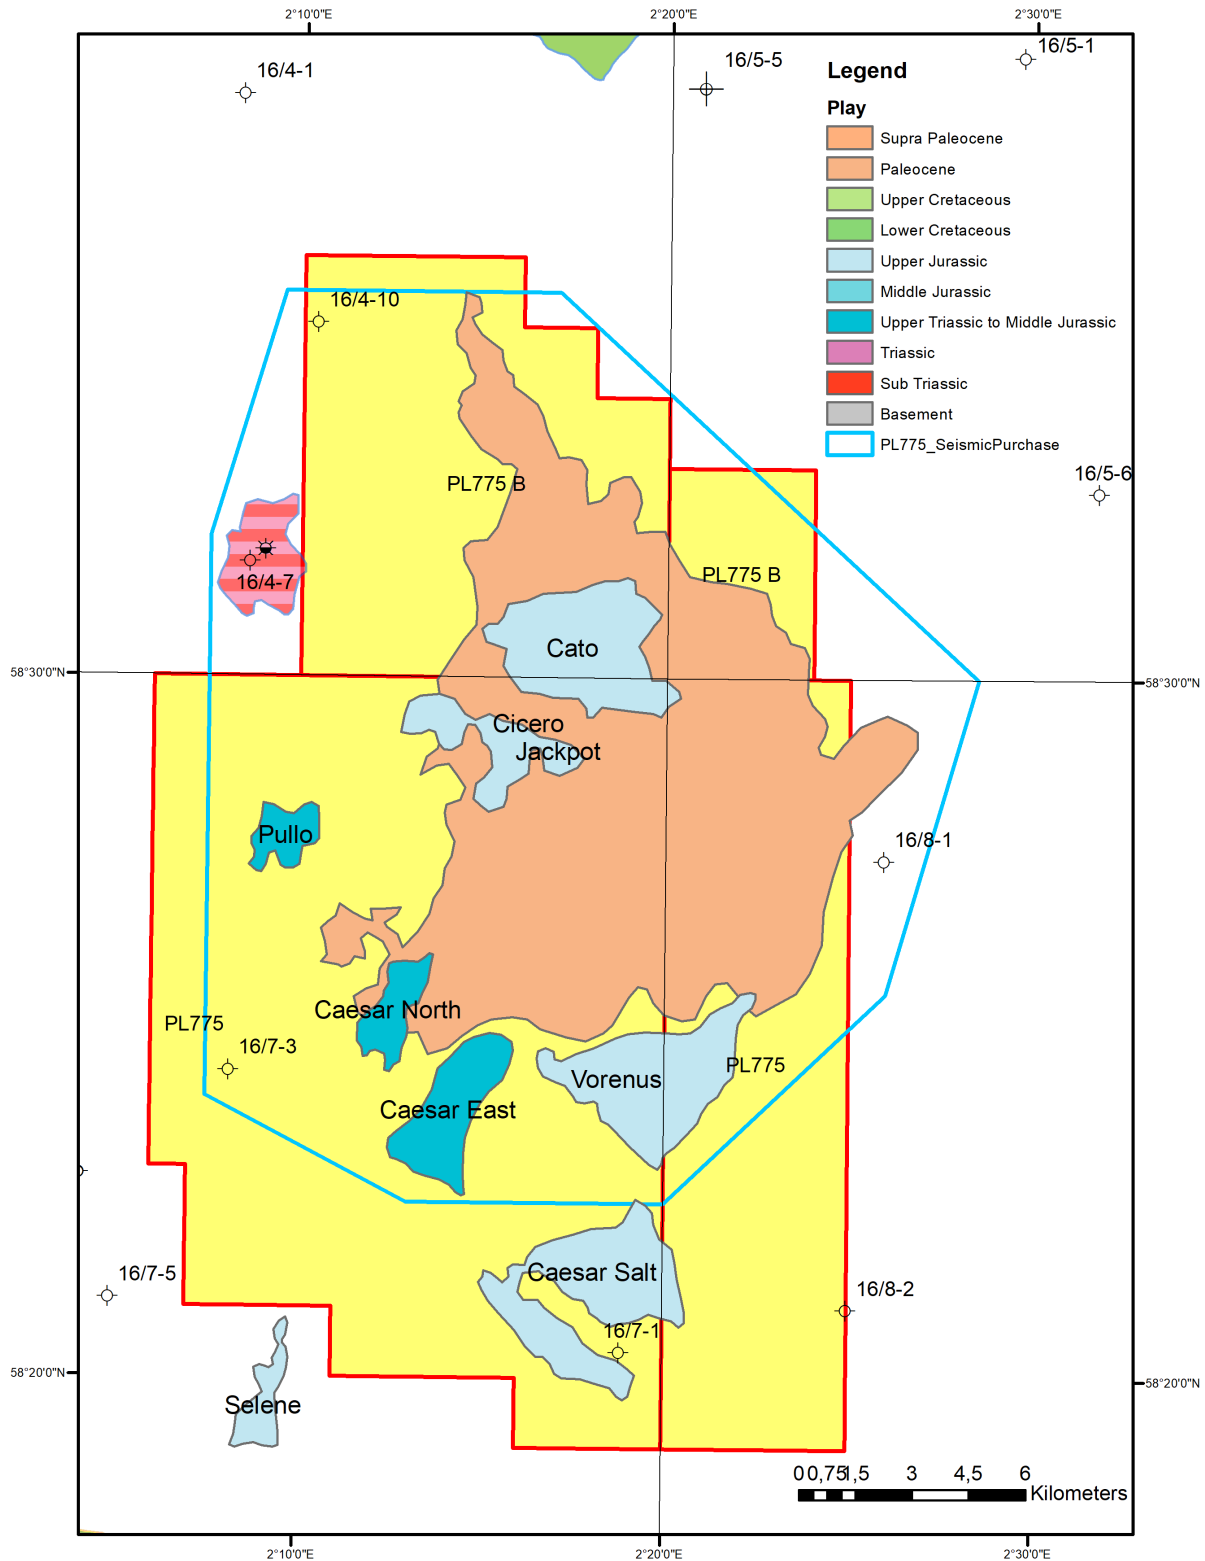 2°10'0"E
2°20'0"E
2°30'0"E
16/4-1
16/5-5
16/5-1
Legend
Play
Supra Paleocene
Paleocene
Upper Cretaceous
Lower Cretaceous
Upper Jurassic
Middle Jurassic
Upper Triassic to Middle Jurassic
Triassic
Sub Triassic
Basement
PL775_SeismicPurchase
16/4-10
16/5-6
PL775 B
PL775 B
16/4-7
Cato
58°30'0"N
58°30'0"N
Cicero
Jackpot
Pullo
16/8-1
Caesar North
PL775
16/7-3
PL775
Vorenus
Caesar East
16/7-5
Caesar Salt
16/8-2
16/7-1
58°20'0"N
58°20'0"N
Selene
0 0,75 1,5 3 4,5 6
Kilometers
2°10'0"E
2°20'0"E
2°30'0"E